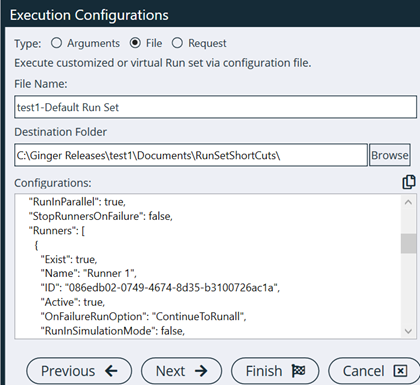 Execution Configurations
Type: Arguments File Request
Execute customized or virtual Run set via configuration file.
File Name:
test1-Default Run Set
Destination Folder
C:\Ginger Releases\test1\Documents\RunSetShortCuts\ Browse
Configurations:
"RunInParallel": true,
"StopRunnersOnFailure": false,
"Runners": [
{
"Exist": true,
"Name": "Runner 1",
"ID": "086edb02-0749-4674-8d35-b3100726ac1a",
"Active": true,
"OnFailureRunOption": "ContinueToRunall",
"RunInSimulationMode": false,
Previous Next Finish Cancel